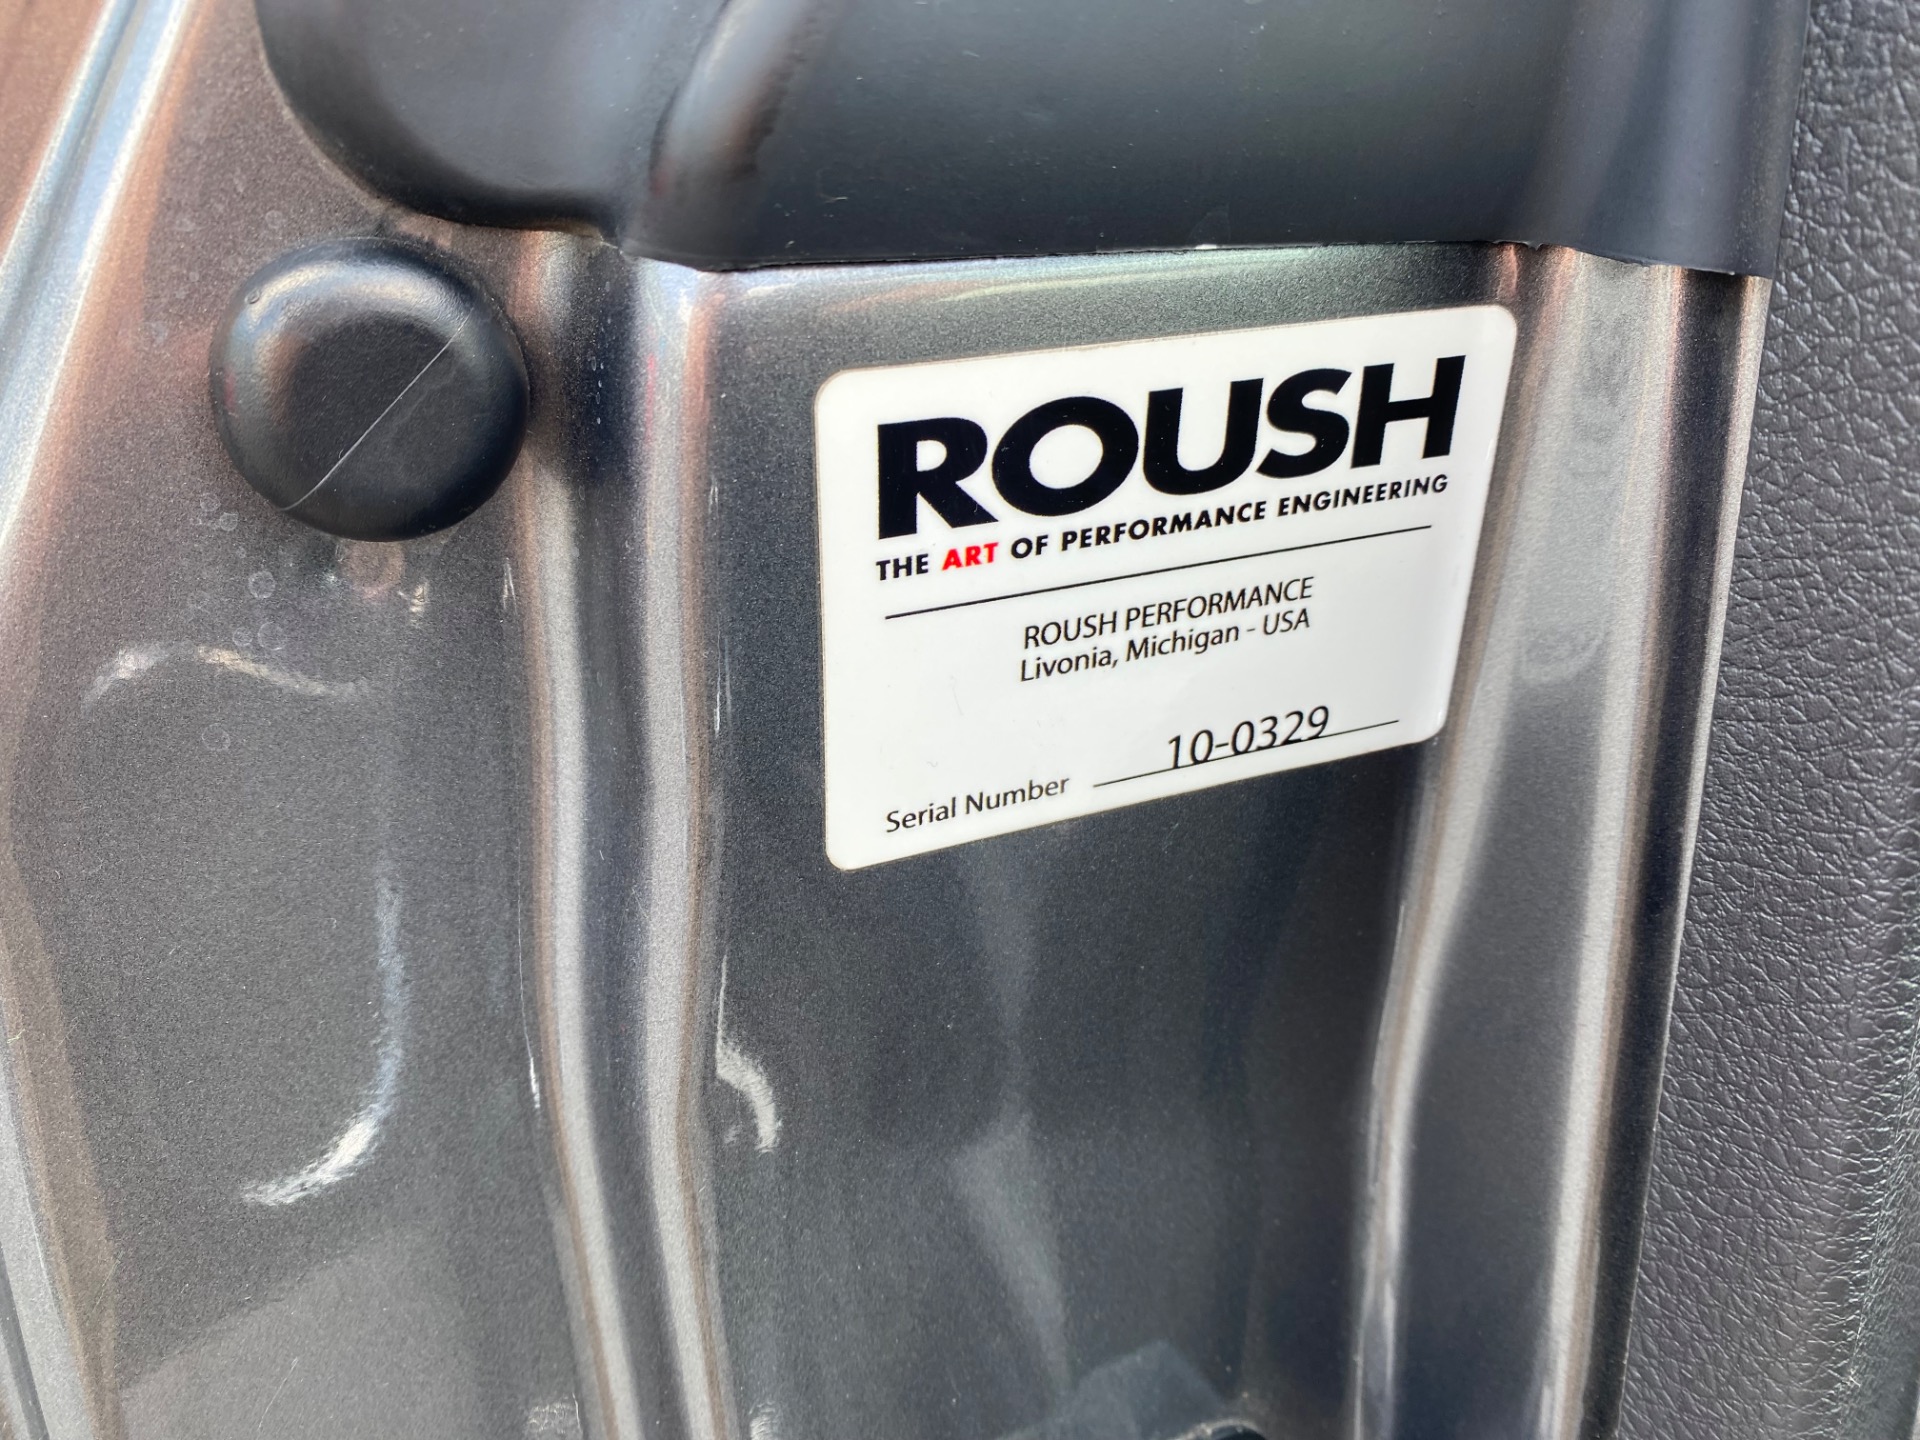 ROUSH
THE ART OF PERFORMANCE ENGINEERING
ROUSH PERFORMANCE
Livonia, Michigan - USA
Serial Number 10-0329